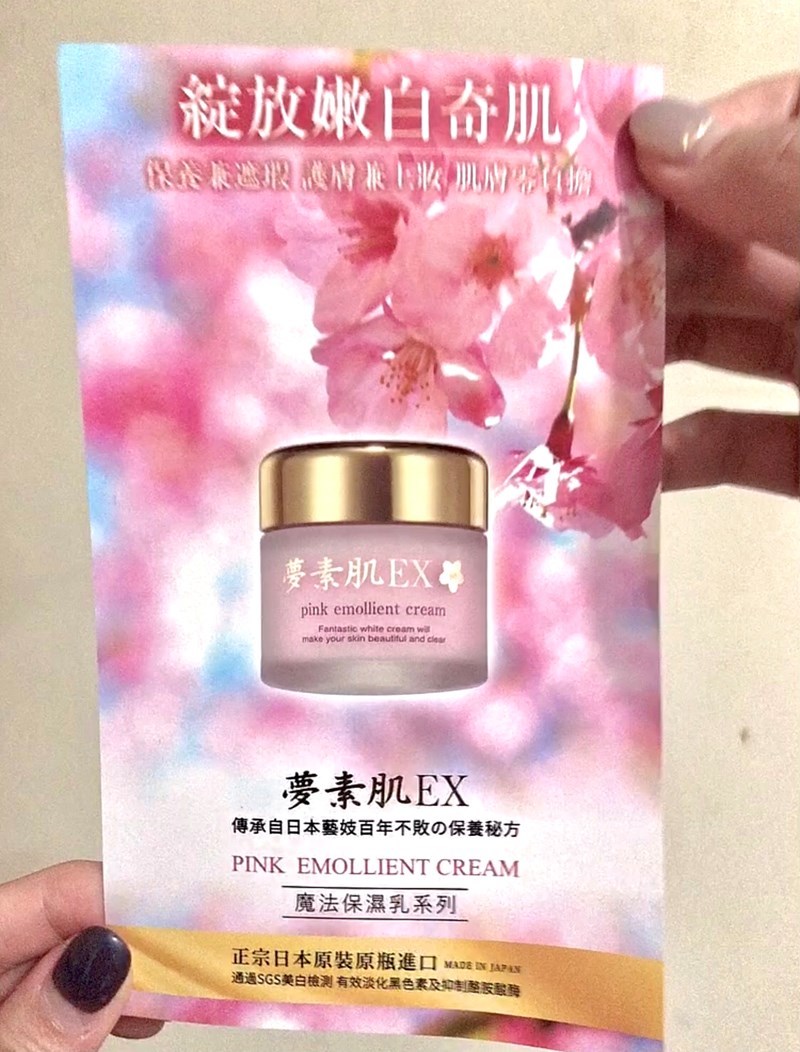 綻放嫩白奇肌
保養兼遮瑕 護膚兼上妝 肌膚零負擔
夢素肌EX
pink emollient cream
Fantastic white cream will
make your skin beautiful and clear
夢素肌EX
傳承自日本藝妓百年不敗の保養秘方
PINK EMOLLIENT CREAM
魔法保濕乳系列
正宗日本原裝原瓶進口 MADE IN JAPAN
通過SGS美白檢測 有效淡化黑色素及抑制酪胺酸酶